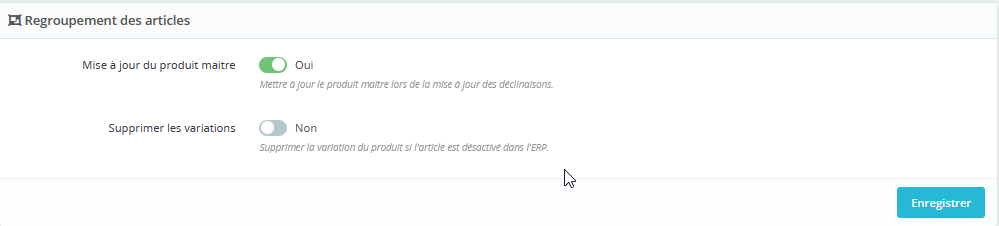 Regroupement des articles
Mise à jour du produit maitre Oui
Mettre à jour le produit maitre lors de la mise à jour des déclinaisons.
Supprimer les variations Non
Supprimer la variation du produit si l'article est désactivé dans l'ERP.
Enregistrer